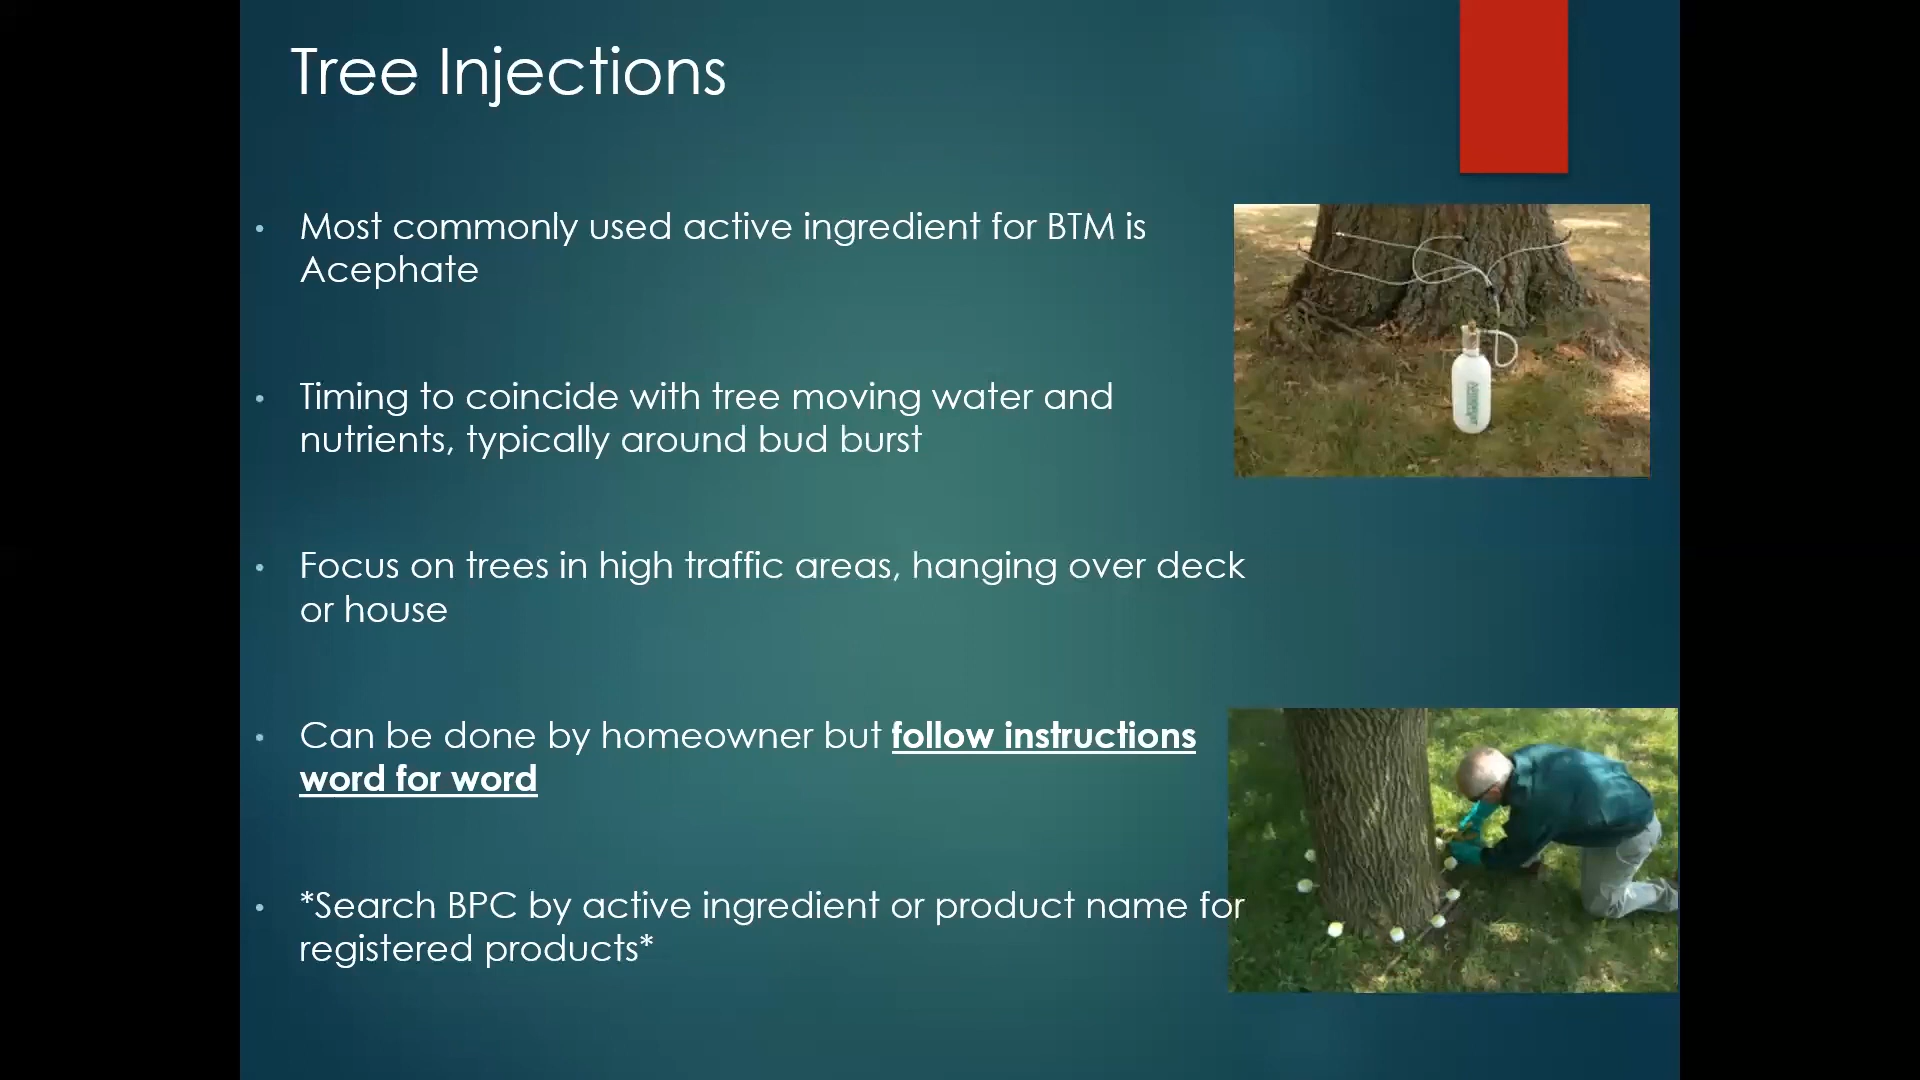 Tree Injections
Most commonly used active ingredient for BTM is
Acephate
Timing to coincide with tree moving water and
nutrients, typically around bud burst
Focus on trees in high traffic areas, hanging over deck
or house
Can be done by homeowner but follow instructions
word for word
*Search BPC by active ingredient or product name for
registered products*